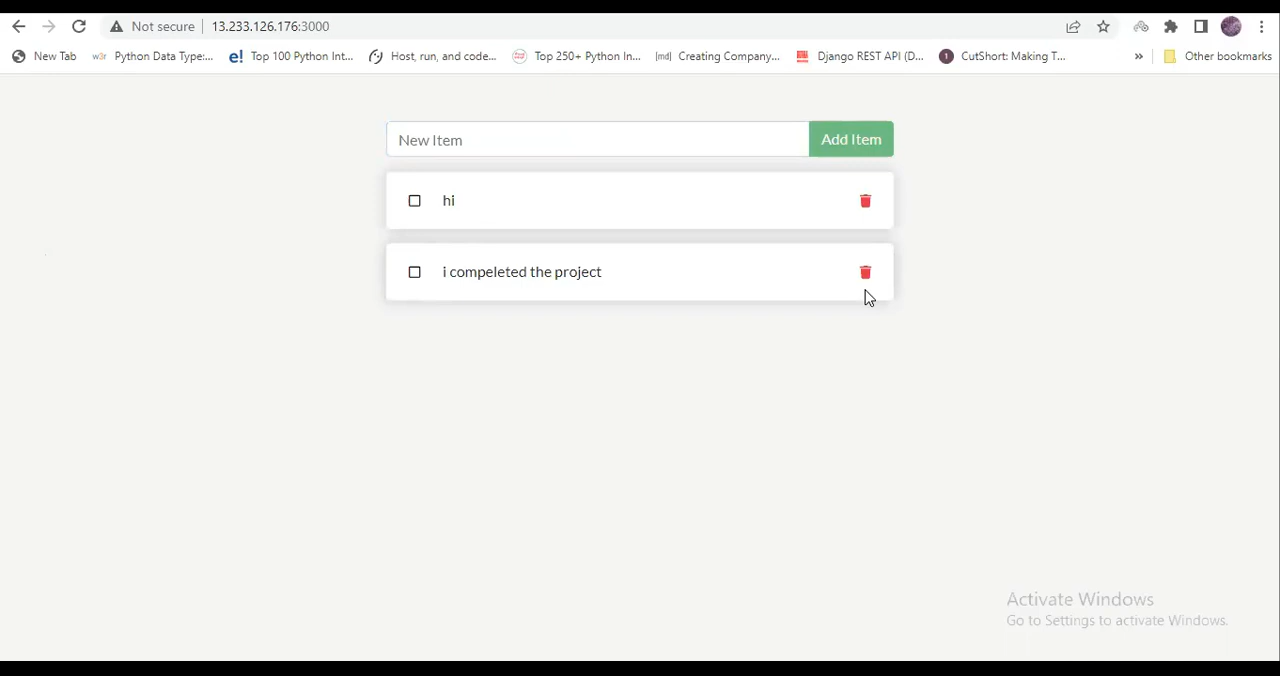 Not secure 13.233.126.176:3000
New Tab Python Data Type:... Top 100 Python Int... Host, run, and code... Top 250+ Python In... [md] Creating Company,... Django REST API (D... CutShort: Making T... » Other bookmarks
New Item Add Item
hi
i compeleted the project
Activate Windows
Go to Settings to activate Windows.